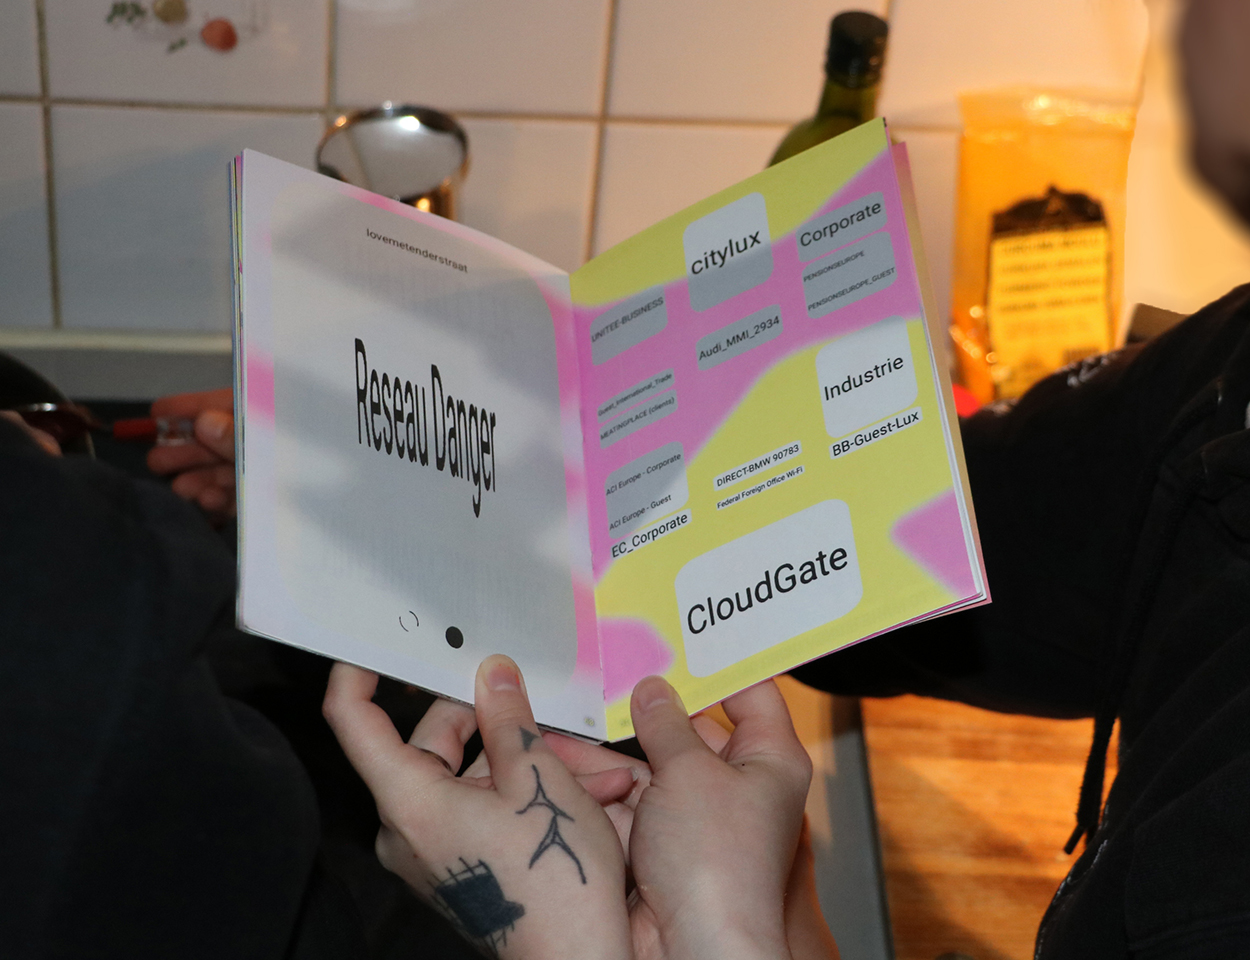 lovemetenderstraat
Reseau Danger
citylux
Corporate
PENSIONEUROPE
PENSIONEUROPE_GUEST
UNITEE-BUSINESS
Audi_MMI_2934
Guest_International_Trade
MEATINGPLACE (clients)
Industrie
BB-Guest-Lux
ACI Europe - Corporate
ACI Europe - Guest
EC_Corporate
DIRECT-BMW 90783
Federal Foreign Office Wi-Fi
CloudGate